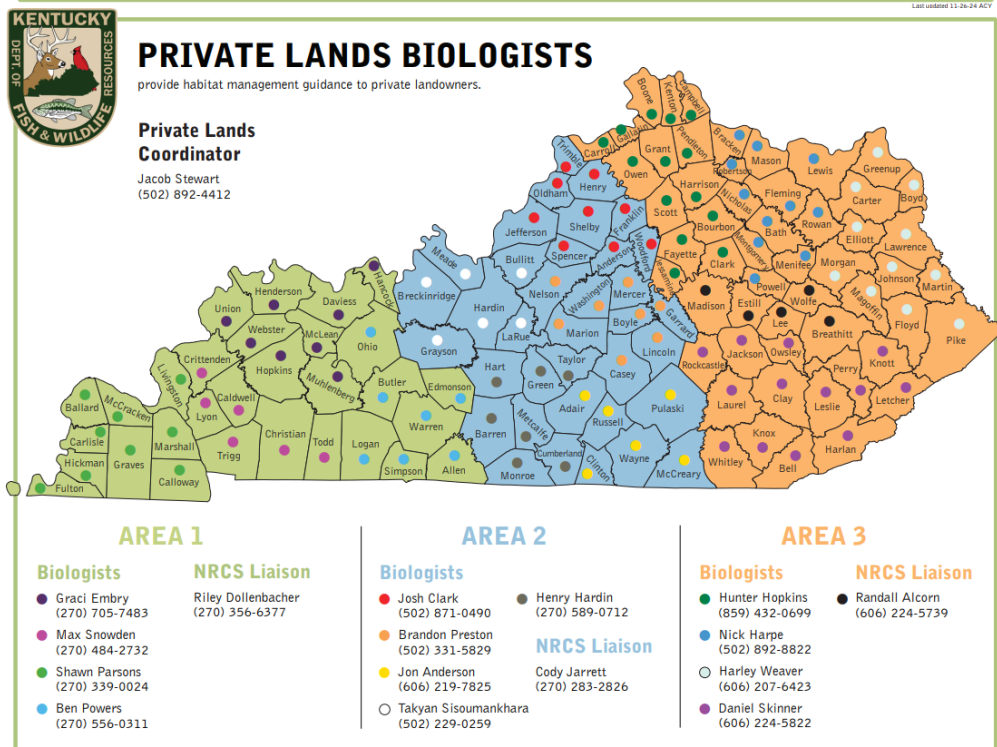 Last updated 11-26-24 ACY
KENTUCKY
DEPT. OF
RESOURCES
FISH & WILDLIFE
PRIVATE LANDS BIOLOGISTS
provide habitat management guidance to private landowners.
Private Lands
Coordinator
Jacob Stewart
(502) 892-4412
Boone
Kenton
Campbell
Gallatin
Carroll
Grant
Pendleton
Bracken
Mason
Trimble
Owen
Robertson
Lewis
Greenup
Oldham
Henry
Harrison
Nicholas
Fleming
Carter
Boyd
Scott
Franklin
Bourbon
Bath
Rowan
Jefferson
Shelby
Elliott
Lawrence
Spencer
Anderson
Woodford
Fayette
Clark
Montgomery
Menifee
Morgan
Meade
Bullitt
Jessamine
Johnson
Martin
Hancock
Breckinridge
Nelson
Washington
Mercer
Madison
Powell
Magoffin
Henderson
Daviess
Union
Hardin
Estill
Wolfe
Floyd
Webster
McLean
Ohio
LaRue
Marion
Boyle
Garrard
Lee
Breathitt
Pike
Grayson
Lincoln
Jackson
Owsley
Crittenden
Hopkins
Taylor
Casey
Rockcastle
Perry
Knott
Livingston
Muhlenberg
Butler
Edmonson
Hart
Green
Caldwell
Adair
Pulaski
Laurel
Clay
Leslie
Letcher
Ballard
McCracken
Lyon
Russell
Warren
Barren
Metcalfe
Carlisle
Marshall
Christian
Todd
Logan
Knox
Harlan
Hickman
Graves
Trigg
Cumberland
Wayne
Whitley
Bell
Simpson
Allen
Monroe
Clinton
McCreary
Fulton
Calloway
AREA 1
Biologists
Graci Embry
(270) 705-7483
Max Snowden
(270) 484-2732
Shawn Parsons
(270) 339-0024
Ben Powers
(270) 556-0311
NRCS Liaison
Riley Dollenbacher
(270) 356-6377
AREA 2
Biologists
Josh Clark
(502) 871-0490
Brandon Preston
(502) 331-5829
Jon Anderson
(606) 219-7825
Takyan Sisoumankhara
(502) 229-0259
Henry Hardin
(270) 589-0712
NRCS Liaison
Cody Jarrett
(270) 283-2826
AREA 3
Biologists
Hunter Hopkins
(859) 432-0699
Nick Harpe
(502) 892-8822
Harley Weaver
(606) 207-6423
Daniel Skinner
(606) 224-5822
NRCS Liaison
Randall Alcorn
(606) 224-5739